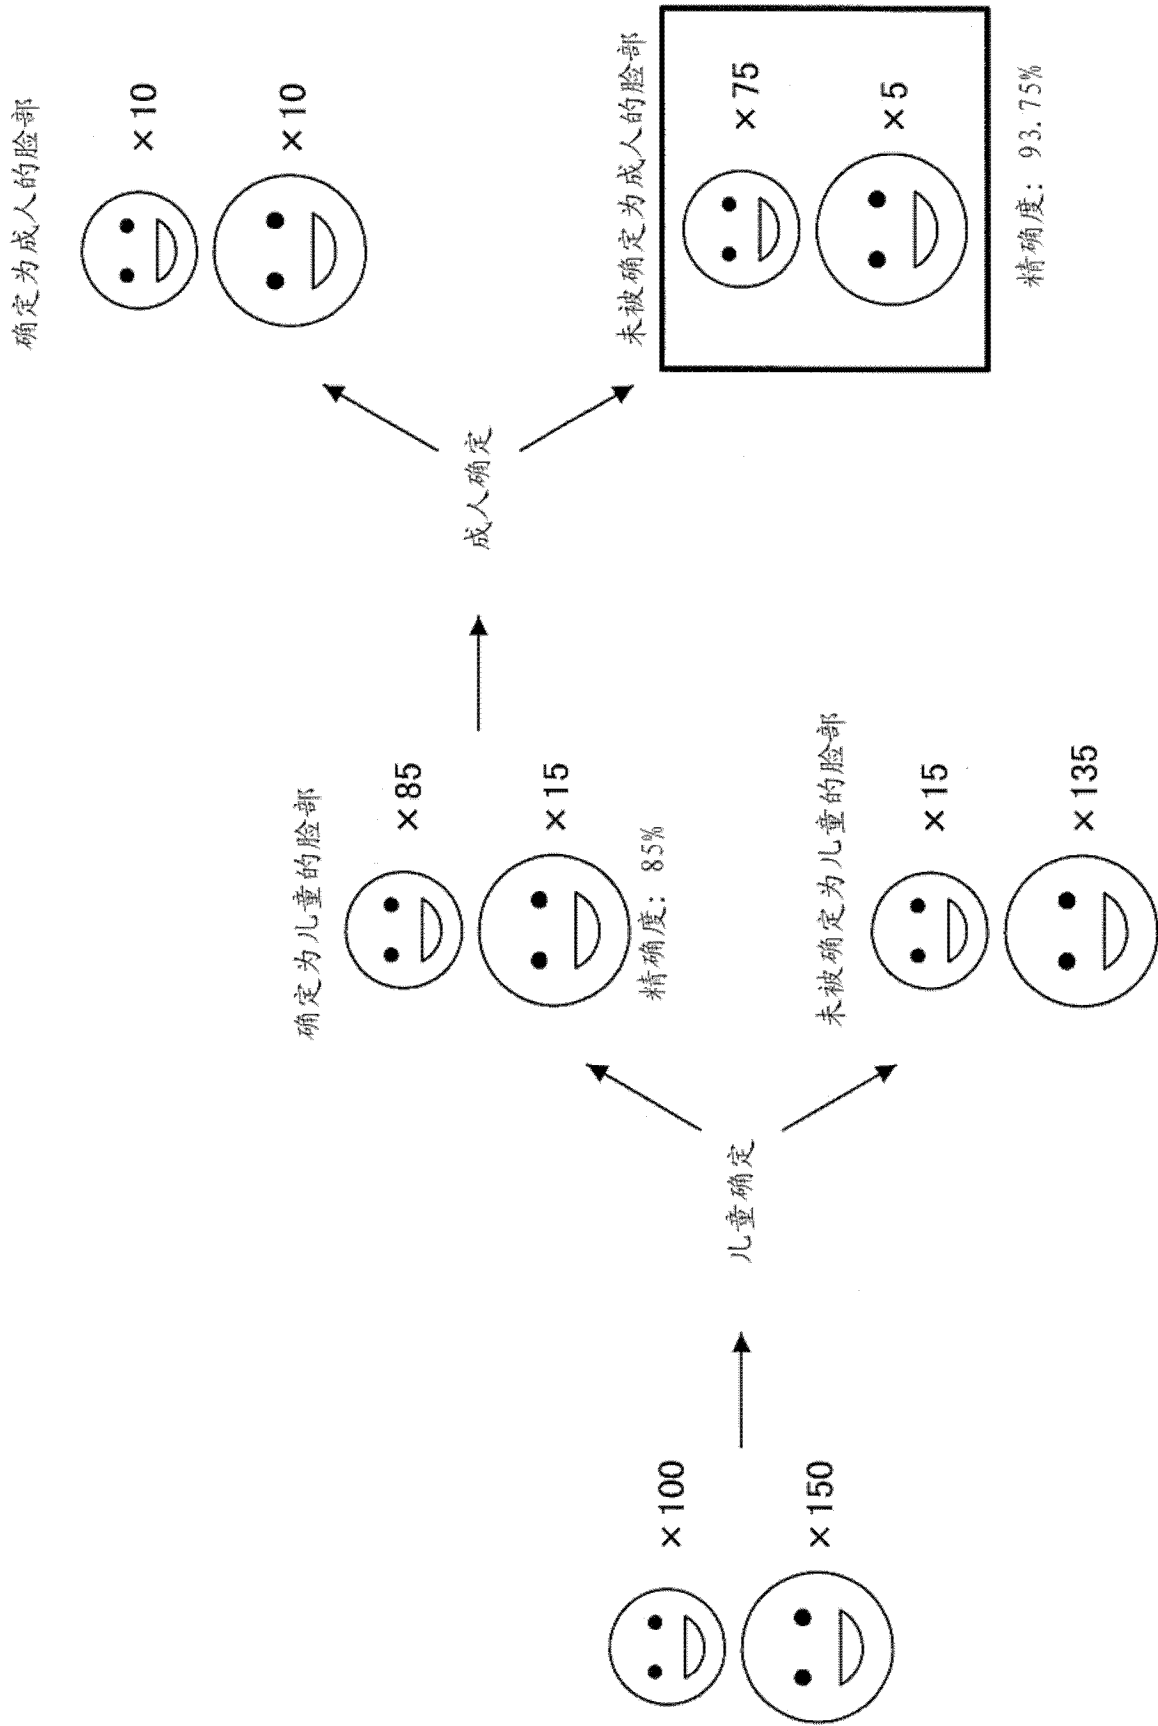 ×100
×150
儿童确定
确定为儿童的脸部
×85
×15
精确度: 85%
未被确定为儿童的脸部
×15
×135
成人确定
确定为成人的脸部
×10
×10
未被确定为成人的脸部
×75
×5
精确度: 93.75%